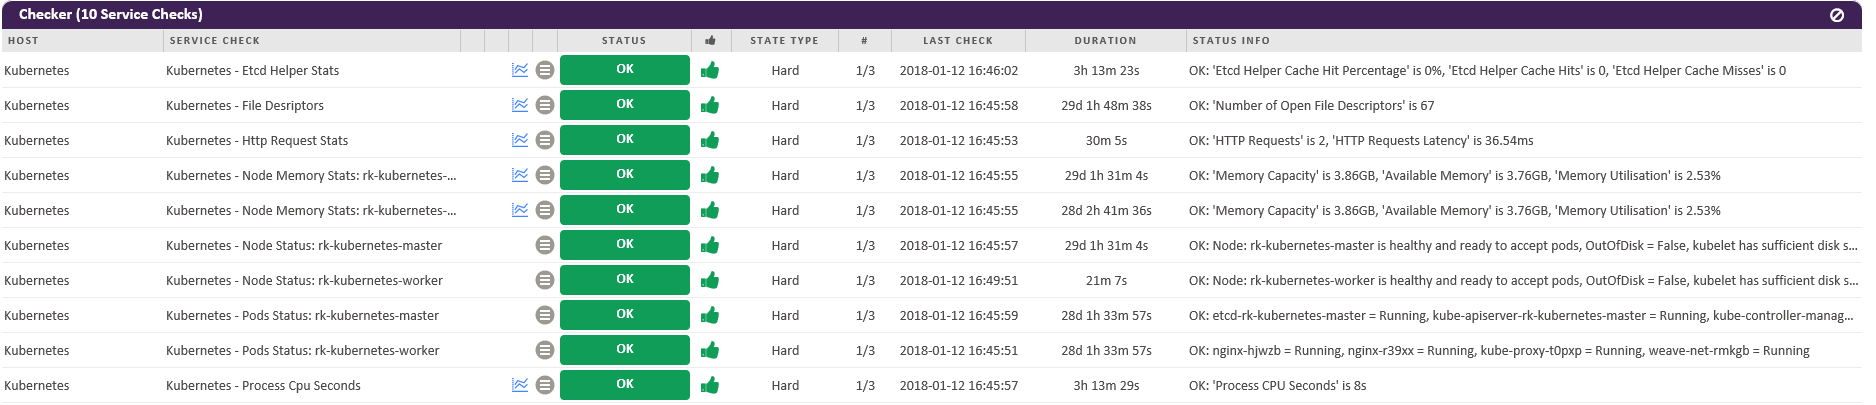 Checker (10 Service Checks)
HOST SERVICE CHECK STATUS STATE TYPE # LAST CHECK DURATION STATUS INFO
Kubernetes Kubernetes - Etcd Helper Stats OK Hard 1/3 2018-01-12 16:46:02 3h 13m 23s OK: 'Etcd Helper Cache Hit Percentage' is 0%, 'Etcd Helper Cache Hits' is 0, 'Etcd Helper Cache Misses' is 0
Kubernetes Kubernetes - File Desriptors OK Hard 1/3 2018-01-12 16:45:58 29d 1h 48m 38s OK: 'Number of Open File Descriptors' is 67
Kubernetes Kubernetes - Http Request Stats OK Hard 1/3 2018-01-12 16:45:53 30m 5s OK: 'HTTP Requests' is 2, 'HTTP Requests Latency' is 36.54ms
Kubernetes Kubernetes - Node Memory Stats: rk-kubernetes-... OK Hard 1/3 2018-01-12 16:45:55 29d 1h 31m 4s OK: 'Memory Capacity' is 3.86GB, 'Available Memory' is 3.76GB, 'Memory Utilisation' is 2.53%
Kubernetes Kubernetes - Node Memory Stats: rk-kubernetes-... OK Hard 1/3 2018-01-12 16:45:55 28d 2h 41m 36s OK: 'Memory Capacity' is 3.86GB, 'Available Memory' is 3.76GB, 'Memory Utilisation' is 2.53%
Kubernetes Kubernetes - Node Status: rk-kubernetes-master OK Hard 1/3 2018-01-12 16:45:57 29d 1h 31m 4s OK: Node: rk-kubernetes-master is healthy and ready to accept pods, OutOfDisk = False, kubelet has sufficient disk s...
Kubernetes Kubernetes - Node Status: rk-kubernetes-worker OK Hard 1/3 2018-01-12 16:49:51 21m 7s OK: Node: rk-kubernetes-worker is healthy and ready to accept pods, OutOfDisk = False, kubelet has sufficient disk s...
Kubernetes Kubernetes - Pods Status: rk-kubernetes-master OK Hard 1/3 2018-01-12 16:45:59 28d 1h 33m 57s OK: etcd-rk-kubernetes-master = Running, kube-apiserver-rk-kubernetes-master = Running, kube-controller-manag...
Kubernetes Kubernetes - Pods Status: rk-kubernetes-worker OK Hard 1/3 2018-01-12 16:45:51 28d 1h 33m 57s OK: nginx-hjwzb = Running, nginx-r39xx = Running, kube-proxy-t0pxp = Running, weave-net-rmkgb = Running
Kubernetes Kubernetes - Process Cpu Seconds OK Hard 1/3 2018-01-12 16:45:57 3h 13m 29s OK: 'Process CPU Seconds' is 8s